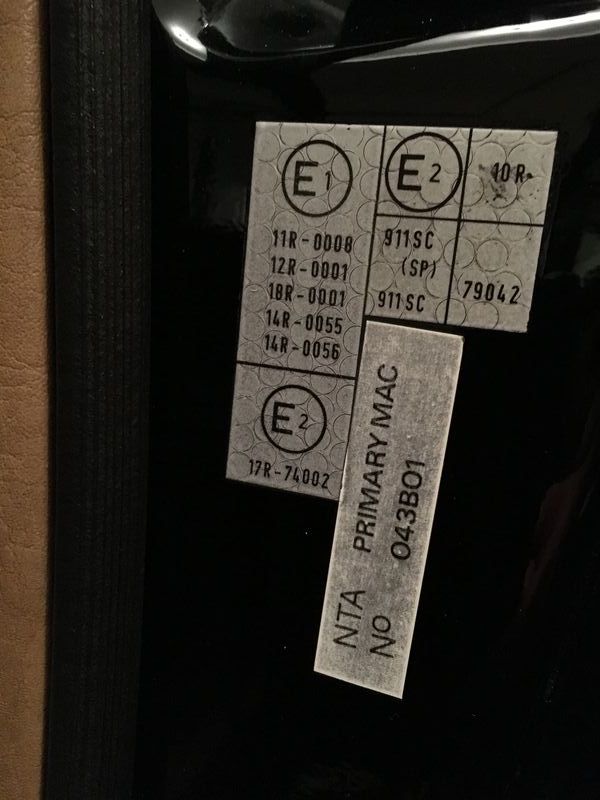 E1
11R-0008
12R-0001
18R-0001
14R-0055
14R-0056
E2
17R-74002
E2
10R-
911SC
(SP)
911SC
79042
NTA PRIMARY MAC
NO 043B01